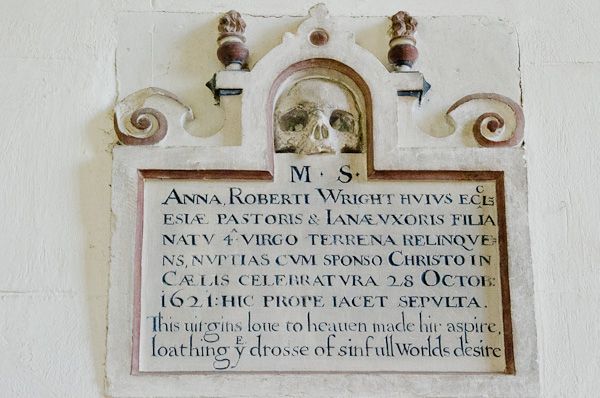 M · S ·
ANNA, ROBERTI WRIGHT HVIVS ECCLS
ESIÆ PASTORIS & IANÆ VXORIS FILIA
NATV 4ᴬ· VIRGO TERRENA RELINQVE-
NS, NVPTIAS CVM SPONSO CHRISTO IN
CÆLIS CELEBRATVRA 28 OCTOB:
1621: HIC PROPE IACET SEPVLTA.
This uirgins loue to heauen made hir aspire,
loathing yᴱ drosse of sinfull Worlds desire